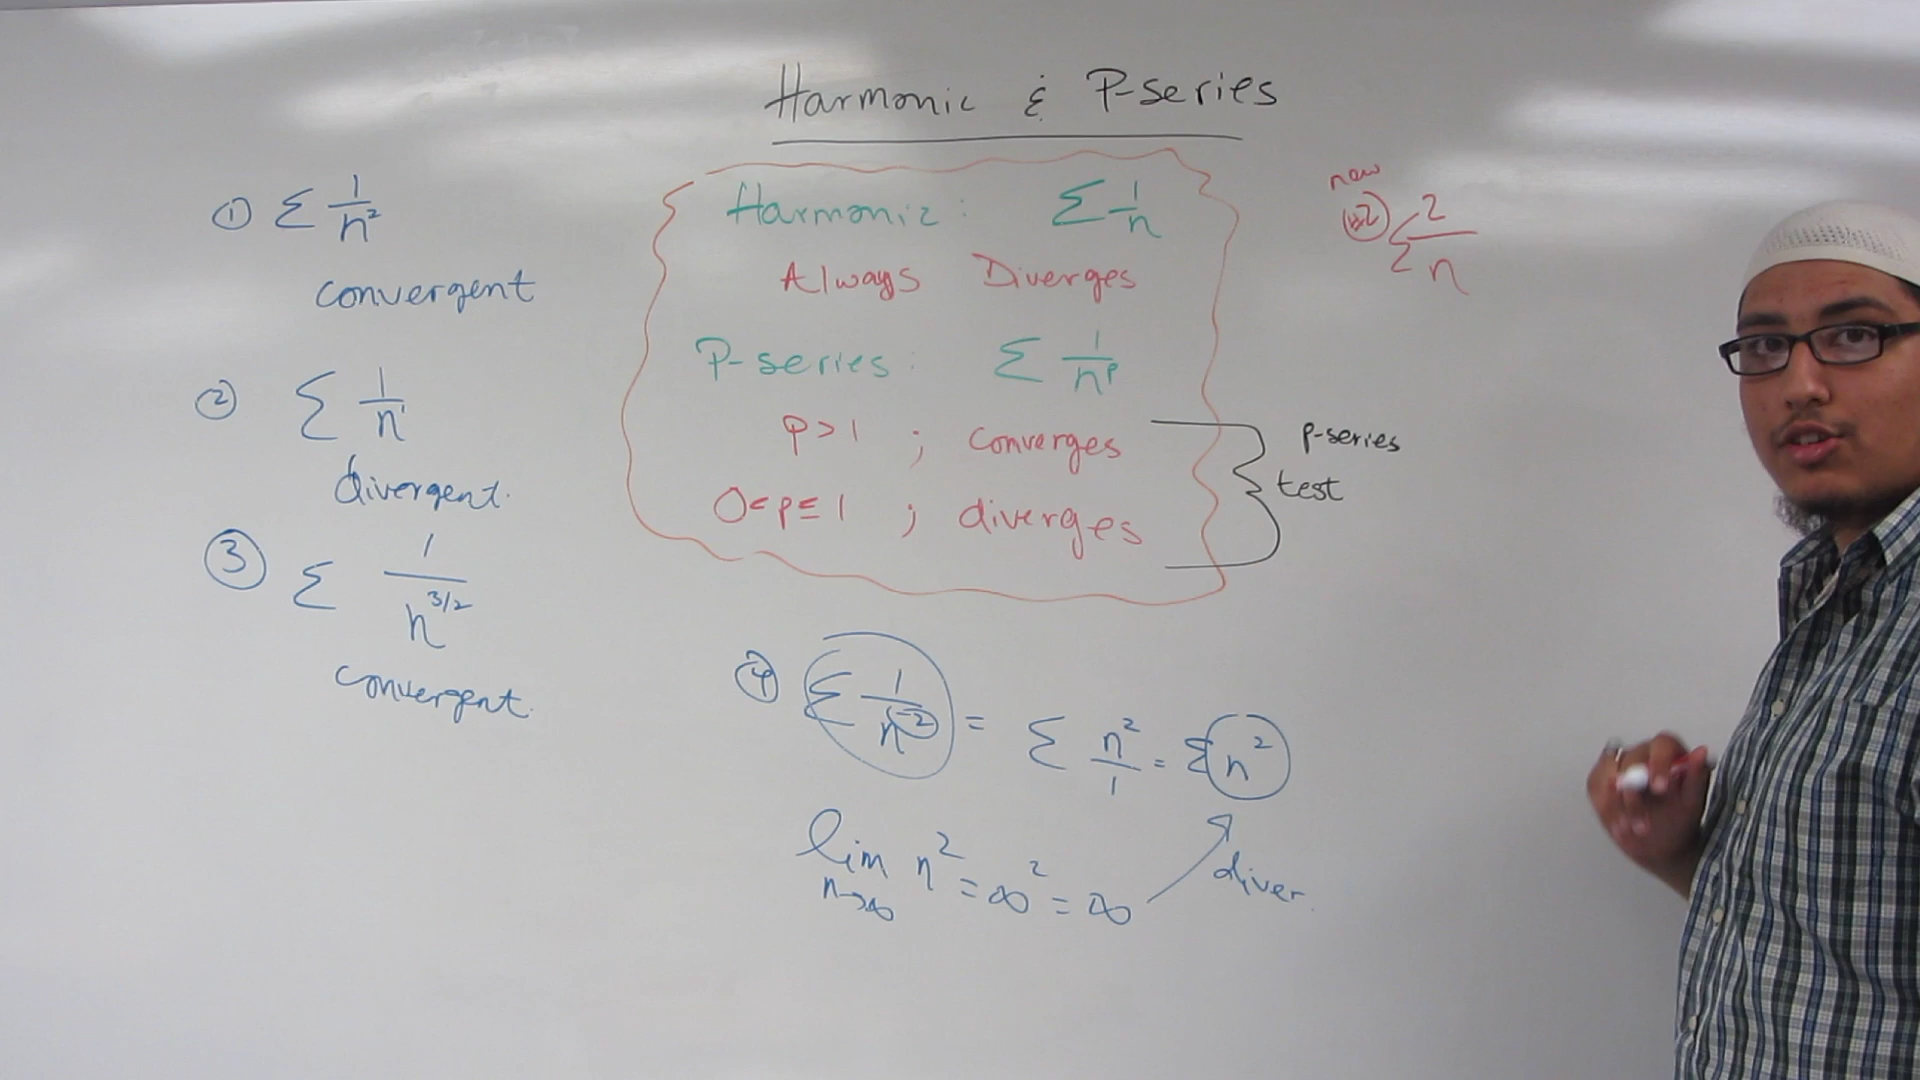 Harmonic & P-series
① Σ 1/n²
convergent
② Σ 1/n¹
divergent.
③ Σ 1/n^3/2
convergent.
Harmonic: Σ 1/n
Always Diverges
P-series: Σ 1/n^p
p>1 ; converges
0<p≤1 ; diverges
p-series
test
new
#2 Σ 2/n
④ Σ 1/n^-2 = Σ n²/1 = Σ n²
lim n→∞ n² = ∞² = ∞
diver.